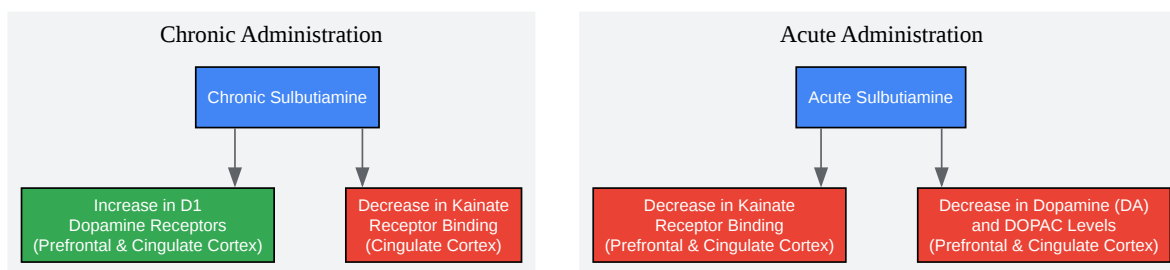 Chronic Administration
Chronic Sulbutiamine
Increase in D1
Dopamine Receptors
(Prefrontal & Cingulate Cortex)
Decrease in Kainate
Receptor Binding
(Cingulate Cortex)
Acute Administration
Acute Sulbutiamine
Decrease in Kainate
Receptor Binding
(Prefrontal & Cingulate Cortex)
Decrease in Dopamine (DA)
and DOPAC Levels
(Prefrontal & Cingulate Cortex)